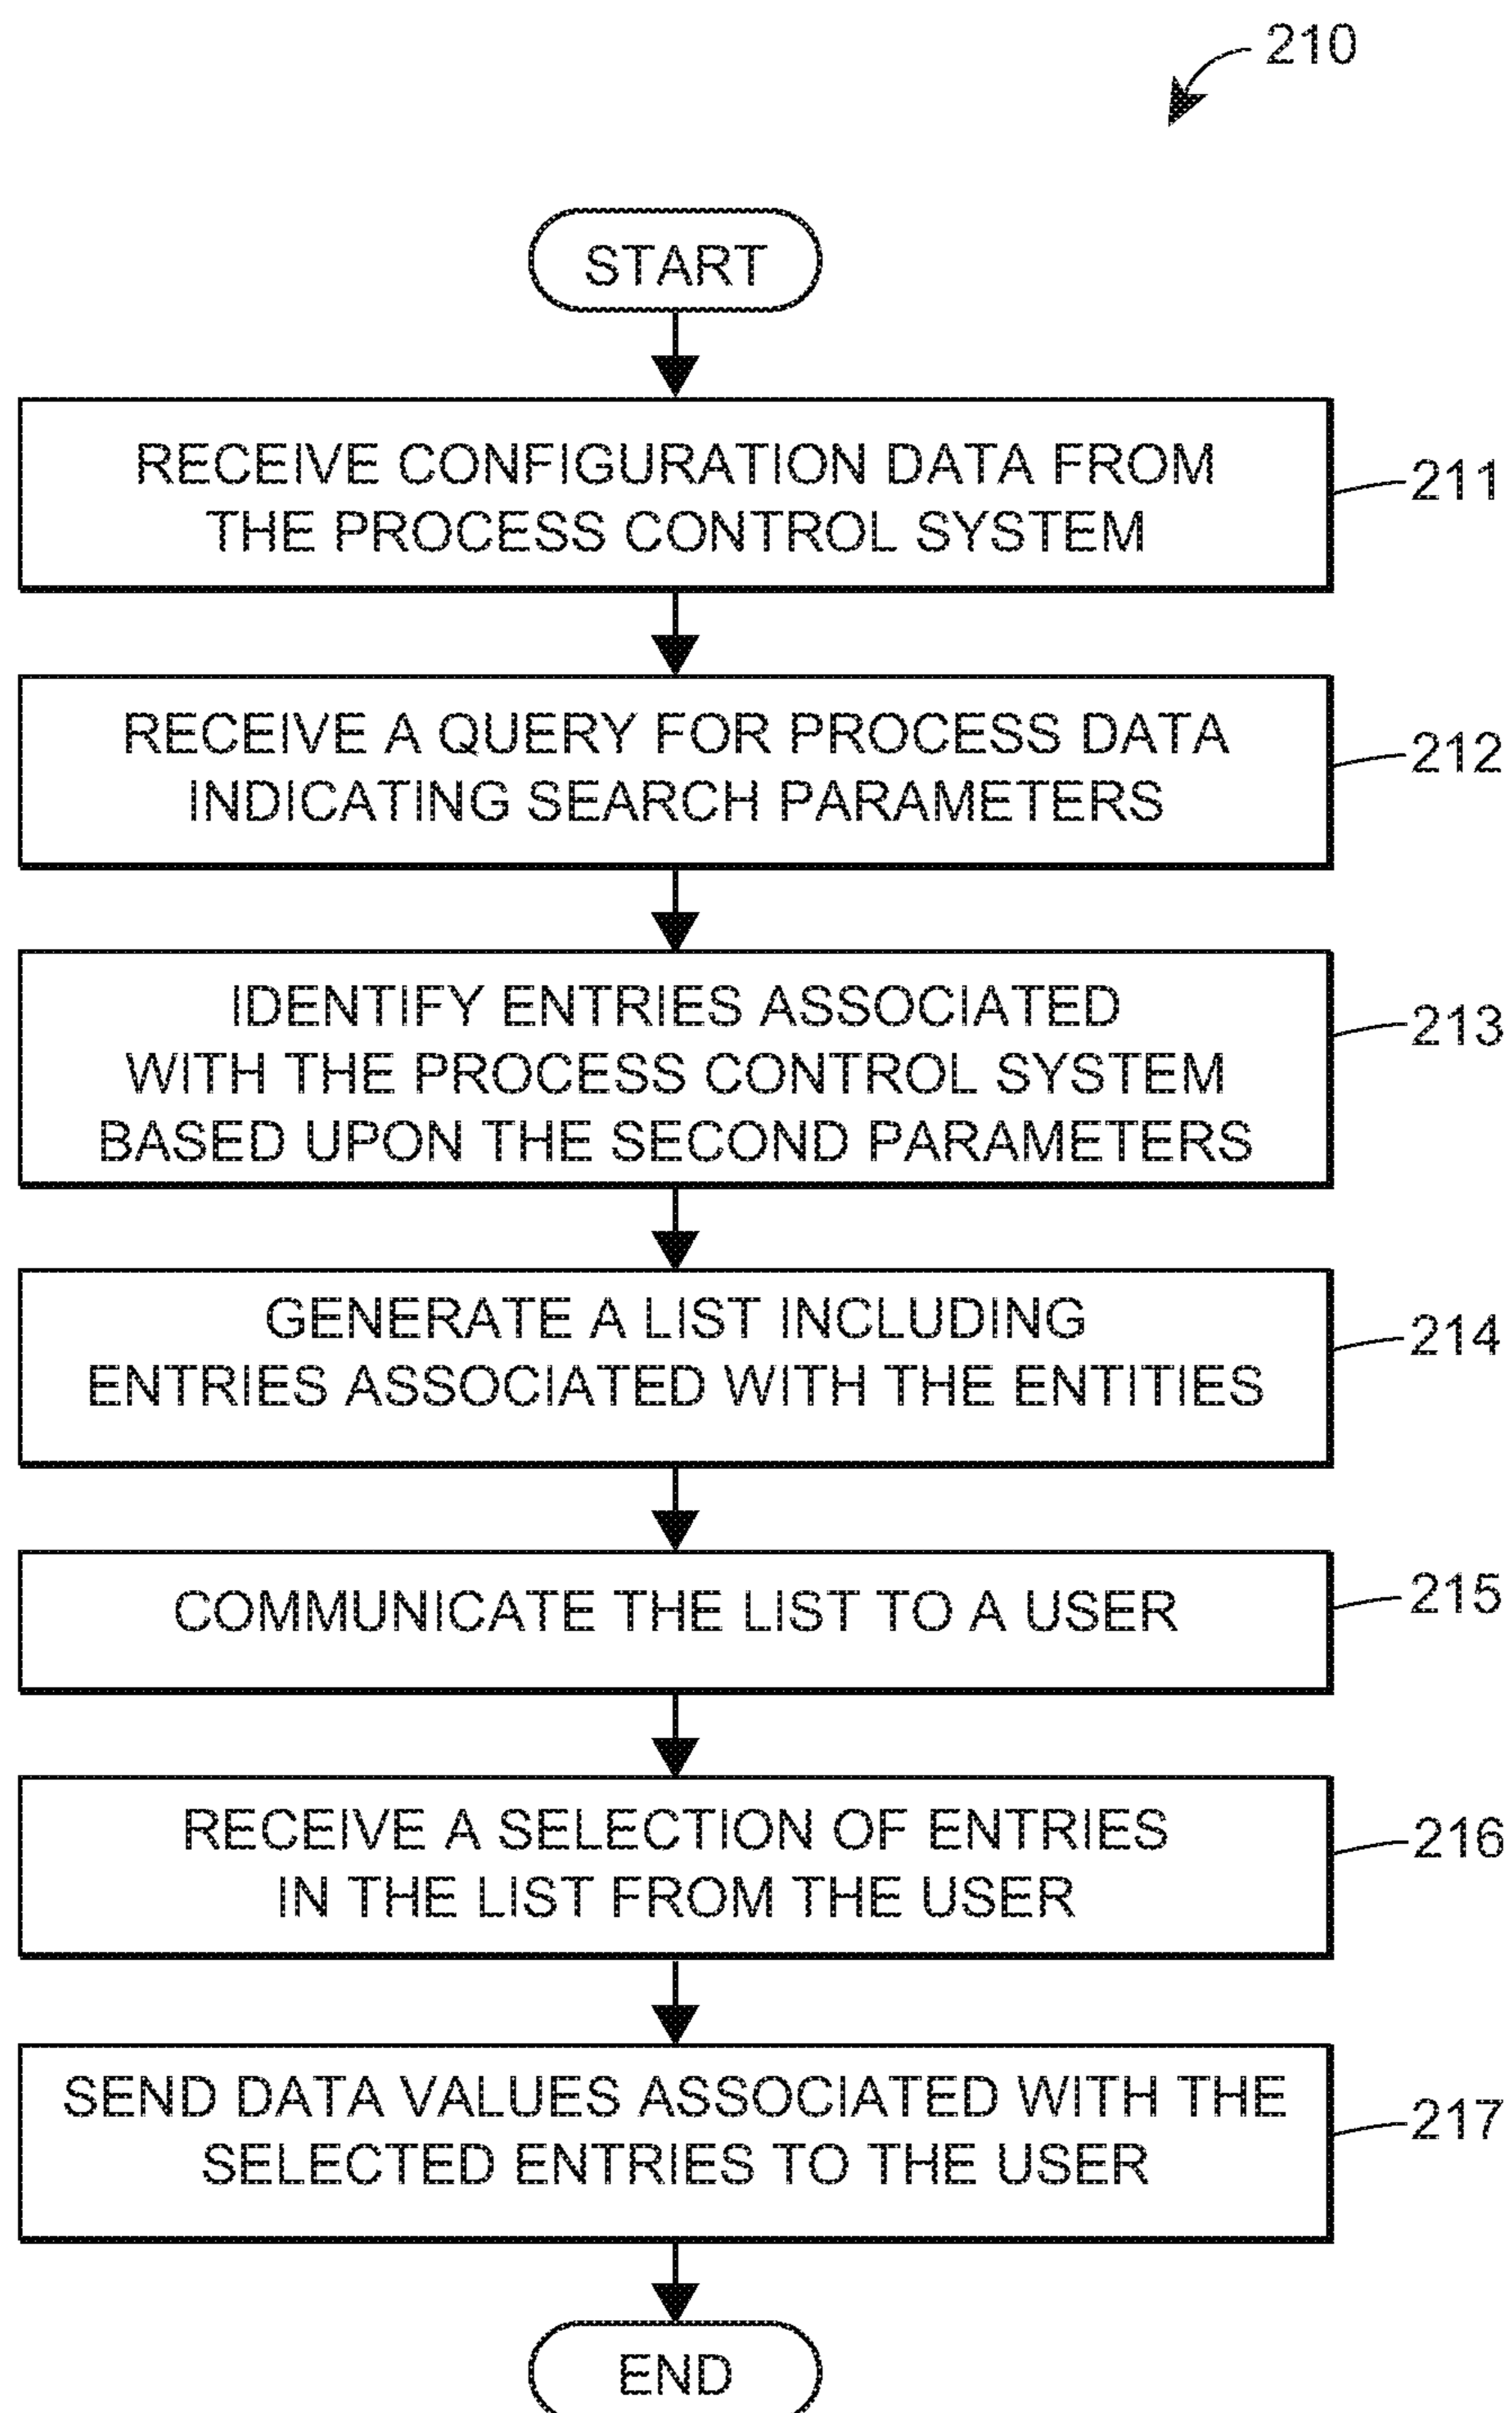 210
START
RECEIVE CONFIGURATION DATA FROM
THE PROCESS CONTROL SYSTEM
211
RECEIVE A QUERY FOR PROCESS DATA
INDICATING SEARCH PARAMETERS
212
IDENTIFY ENTRIES ASSOCIATED
WITH THE PROCESS CONTROL SYSTEM
BASED UPON THE SECOND PARAMETERS
213
GENERATE A LIST INCLUDING
ENTRIES ASSOCIATED WITH THE ENTITIES
214
COMMUNICATE THE LIST TO A USER
215
RECEIVE A SELECTION OF ENTRIES
IN THE LIST FROM THE USER
216
SEND DATA VALUES ASSOCIATED WITH THE
SELECTED ENTRIES TO THE USER
217
END